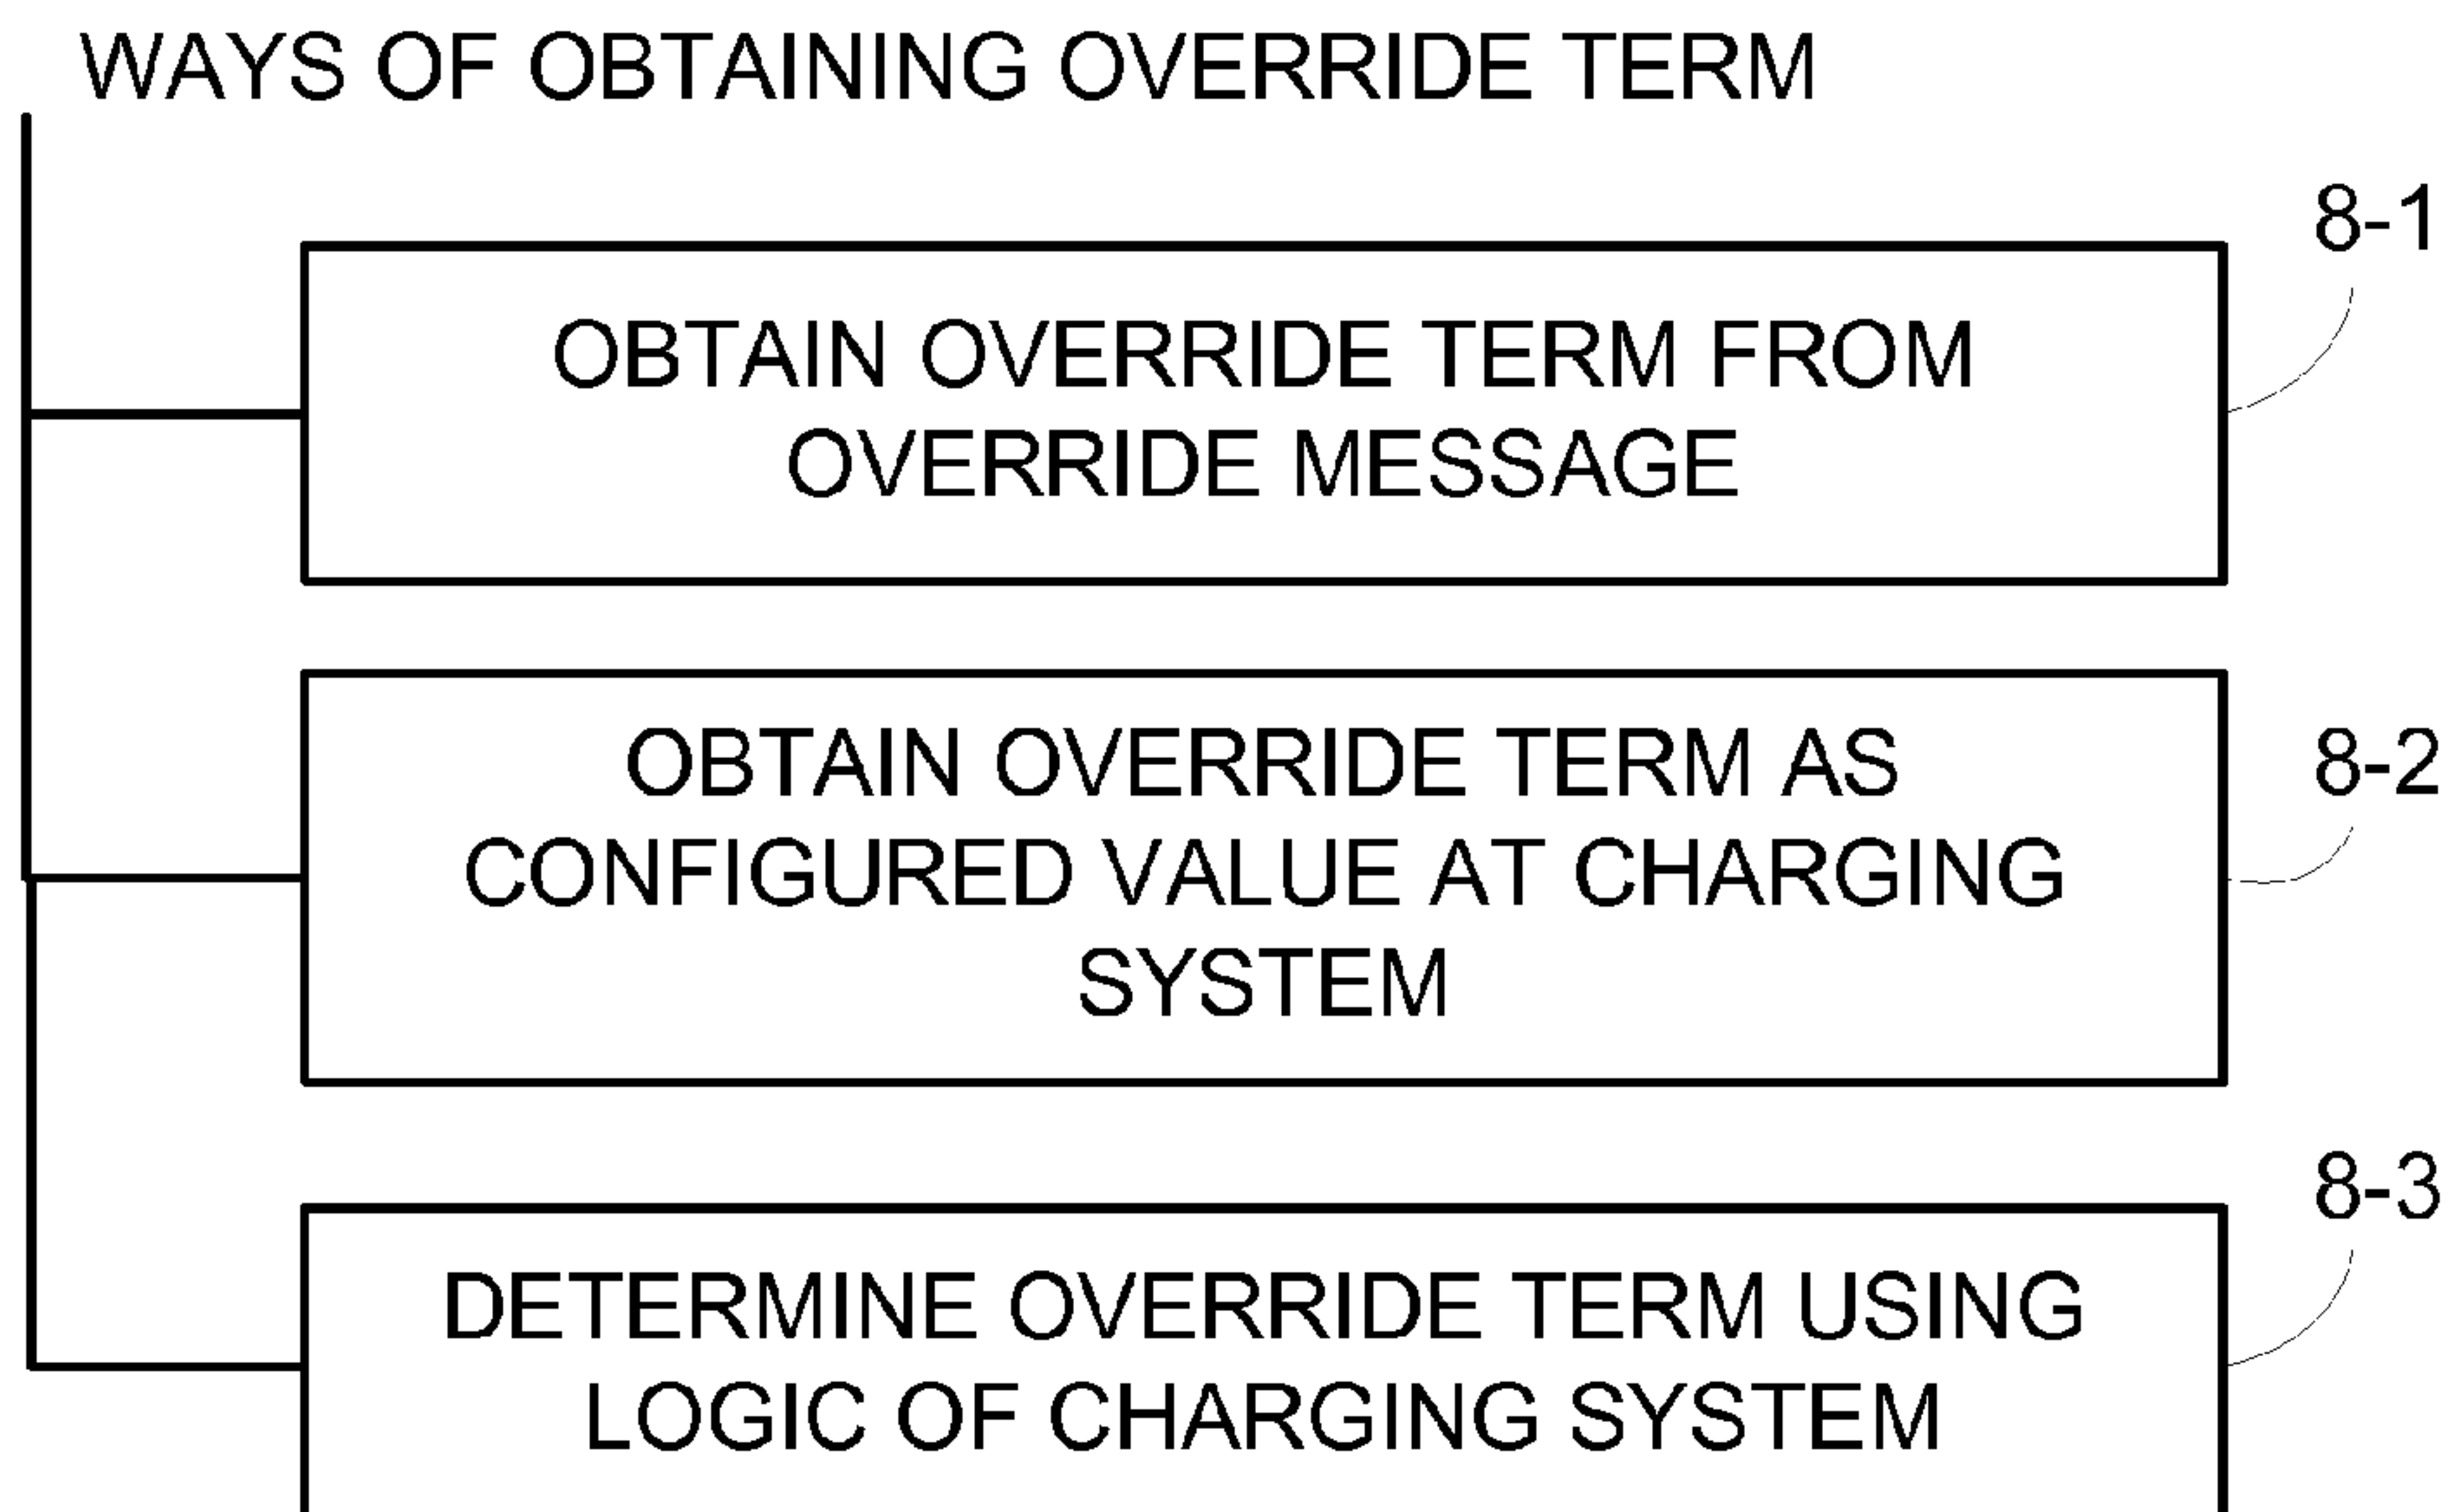 WAYS OF OBTAINING OVERRIDE TERM
8-1
OBTAIN OVERRIDE TERM FROM
OVERRIDE MESSAGE
8-2
OBTAIN OVERRIDE TERM AS
CONFIGURED VALUE AT CHARGING
SYSTEM
8-3
DETERMINE OVERRIDE TERM USING
LOGIC OF CHARGING SYSTEM